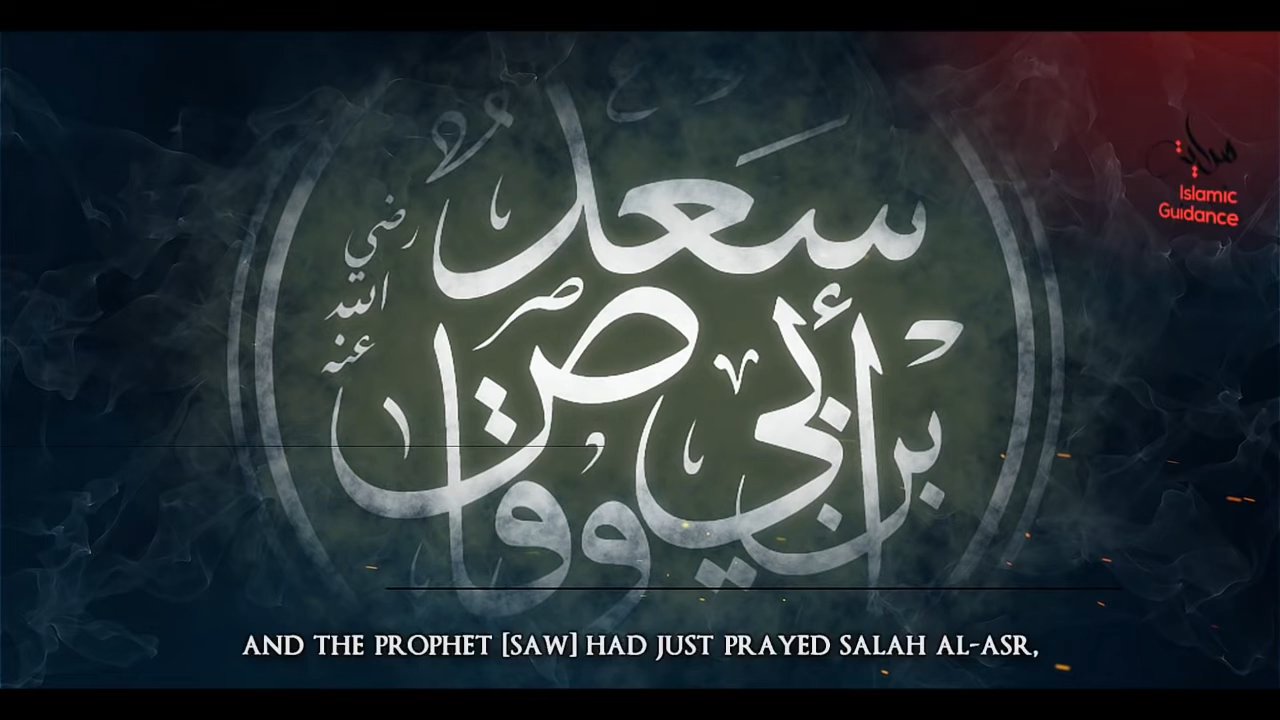 سعد
بن أبي وقاص
رضي
الله
عنه
Islamic
Guidance
AND THE PROPHET [SAW] HAD JUST PRAYED SALAH AL-ASR,